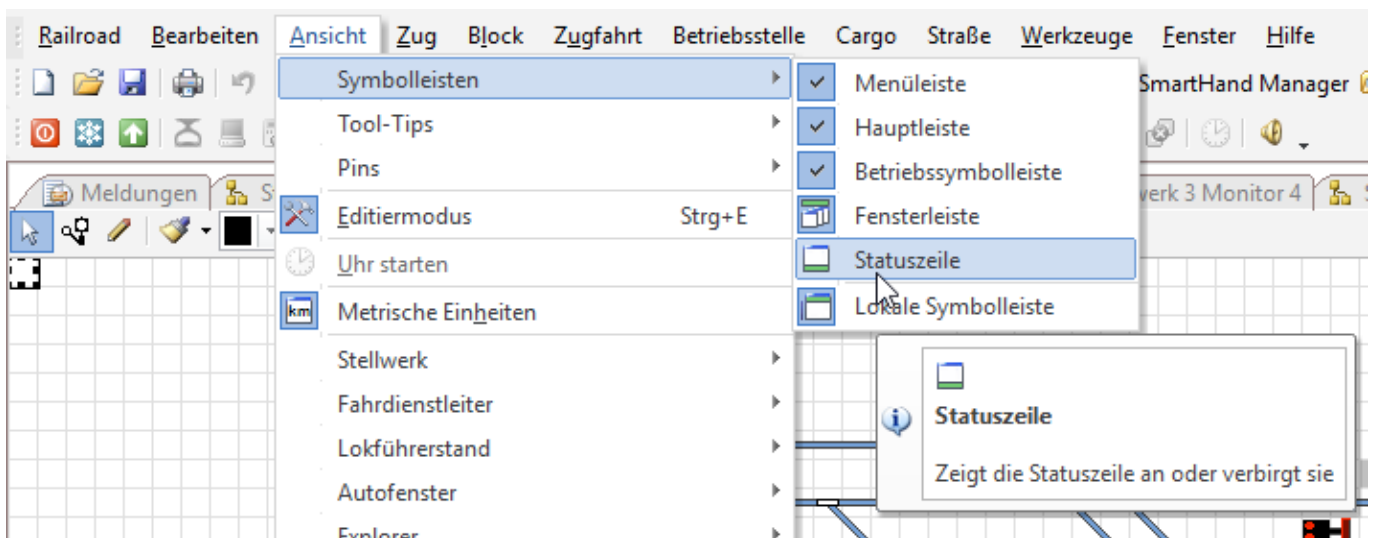 Railroad Bearbeiten Ansicht Zug Block Zugfahrt Betriebsstelle Cargo Straße Werkzeuge Fenster Hilfe
Symbolleisten
Menüleiste
SmartHand Manager
Tool-Tips
Hauptleiste
Pins
Betriebssymbolleiste
Meldungen
werk 3 Monitor 4
Editiermodus Strg+E
Fensterleiste
Uhr starten
Statuszeile
km Metrische Einheiten
Lokale Symbolleiste
Stellwerk
Fahrdienstleiter
Statuszeile
Lokführerstand
Zeigt die Statuszeile an oder verbirgt sie
Autofenster
Explorer